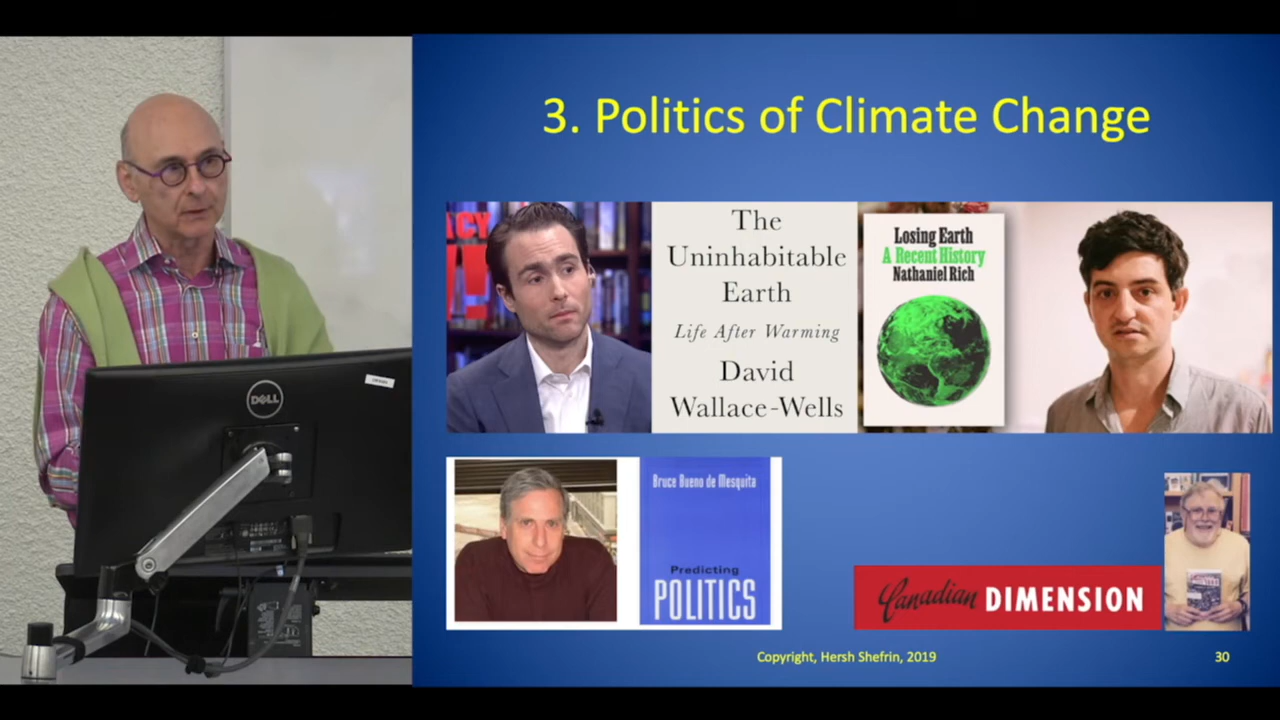 3. Politics of Climate Change
ACY
The
Uninhabitable
Earth
Life After Warming
David
Wallace-Wells
Losing Earth
A Recent History
Nathaniel Rich
Bruce Bueno de Mesquita
Predicting
POLITICS
Canadian DIMENSION
DELL
Copyright, Hersh Shefrin, 2019
30